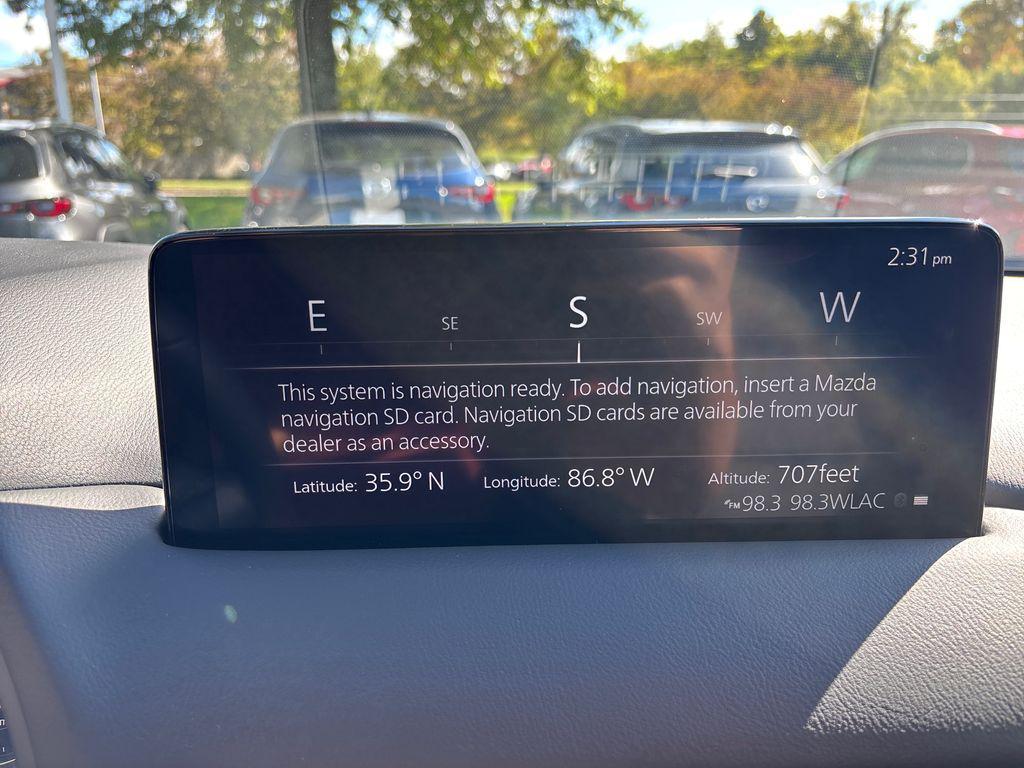 2:31 pm
E SE S SW W
This system is navigation ready. To add navigation, insert a Mazda
navigation SD card. Navigation SD cards are available from your
dealer as an accessory.
Latitude: 35.9° N Longitude: 86.8° W Altitude: 707feet
FM 98.3 98.3WLAC